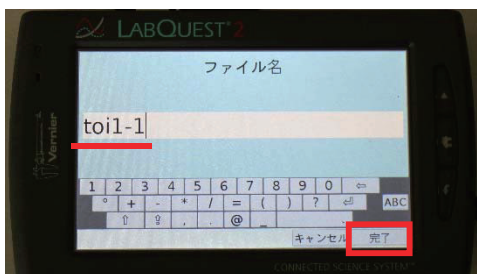 LABQUEST® 2
ファイル名
toi1-1
1 2 3 4 5 6 7 8 9 0 ⇦
° + - * / = ( ) ? ⏎ ABC
⇧ ⇪ , . @ _
キャンセル 完了
Vernier
CONNECTED SCIENCE SYSTEM™